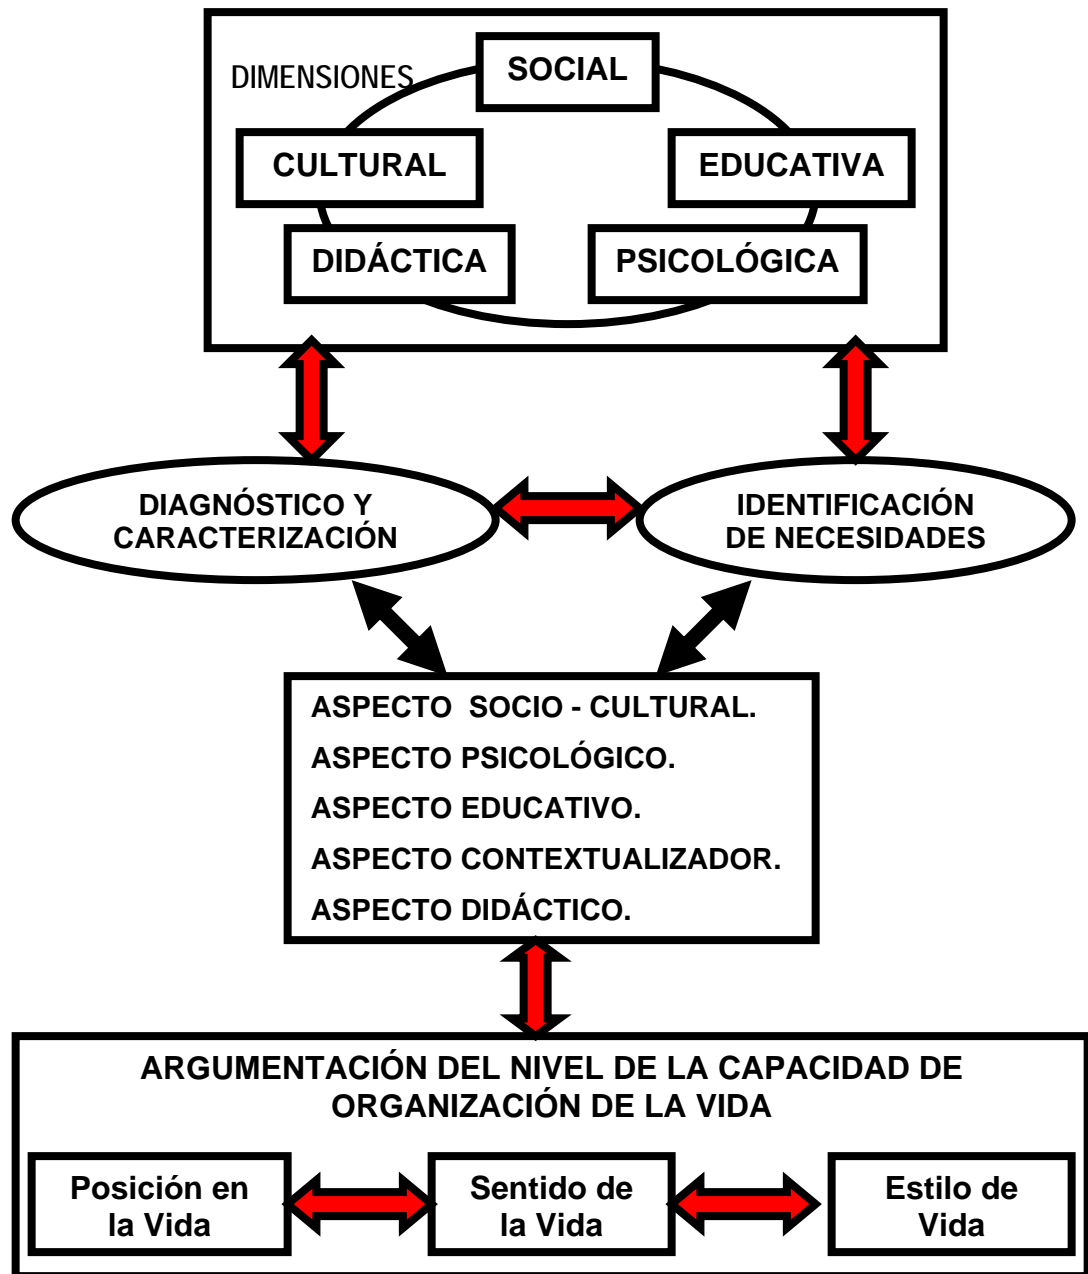 DIMENSIONES
SOCIAL
CULTURAL
EDUCATIVA
DIDÁCTICA
PSICOLÓGICA
DIAGNÓSTICO Y
CARACTERIZACIÓN
IDENTIFICACIÓN
DE NECESIDADES
ASPECTO SOCIO - CULTURAL.
ASPECTO PSICOLÓGICO.
ASPECTO EDUCATIVO.
ASPECTO CONTEXTUALIZADOR.
ASPECTO DIDÁCTICO.
ARGUMENTACIÓN DEL NIVEL DE LA CAPACIDAD DE
ORGANIZACIÓN DE LA VIDA
Posición en
la Vida
Sentido de
la Vida
Estilo de
Vida